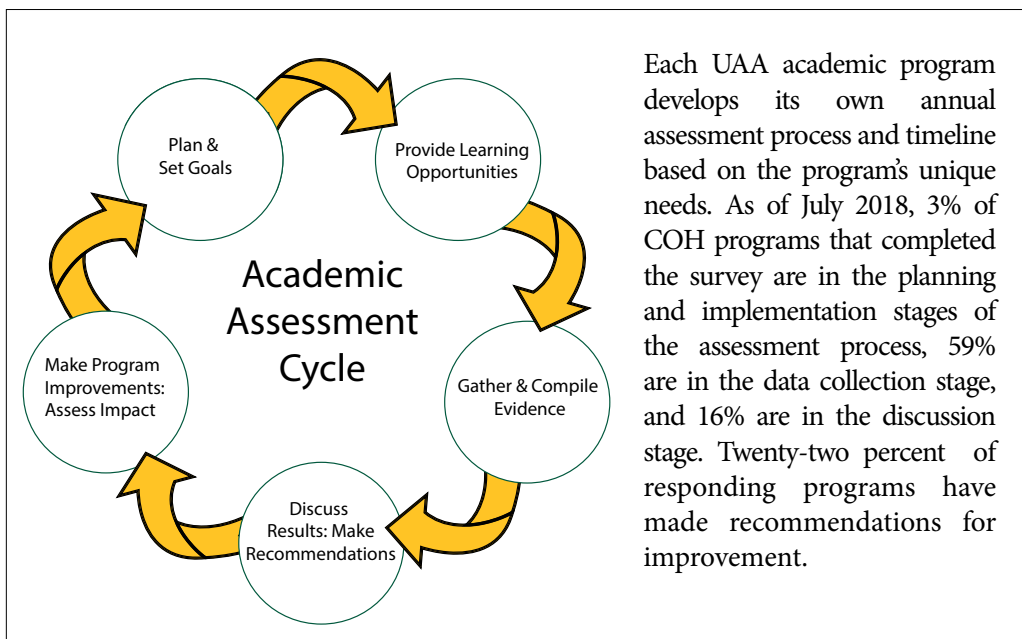 Plan &
Set Goals
Provide Learning
Opportunities
Gather & Compile
Evidence
Discuss
Results: Make
Recommendations
Make Program
Improvements:
Assess Impact
Academic
Assessment
Cycle
Each UAA academic program
develops its own annual
assessment process and timeline
based on the program's unique
needs. As of July 2018, 3% of
COH programs that completed
the survey are in the planning
and implementation stages of
the assessment process, 59%
are in the data collection stage,
and 16% are in the discussion
stage. Twenty-two percent of
responding programs have
made recommendations for
improvement.